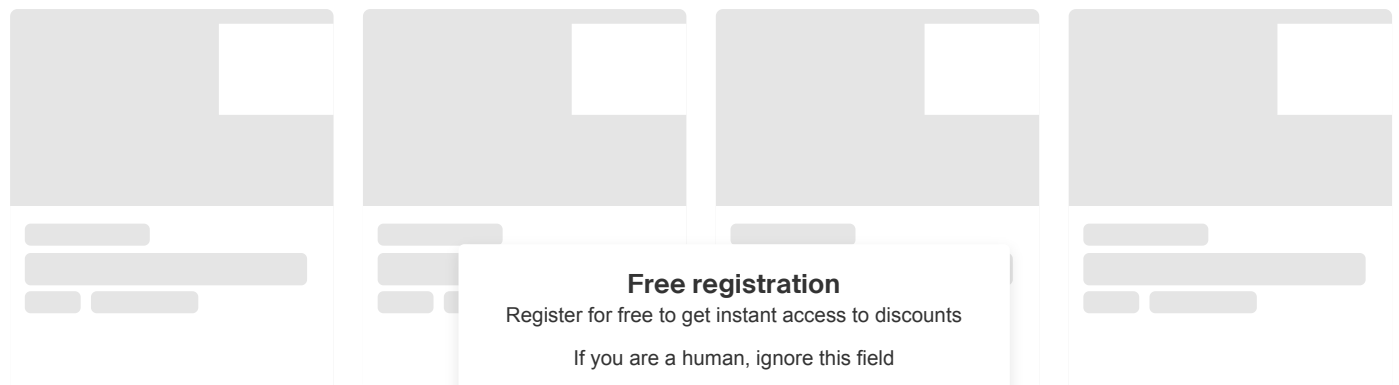 Free registration
Register for free to get instant access to discounts
If you are a human, ignore this field